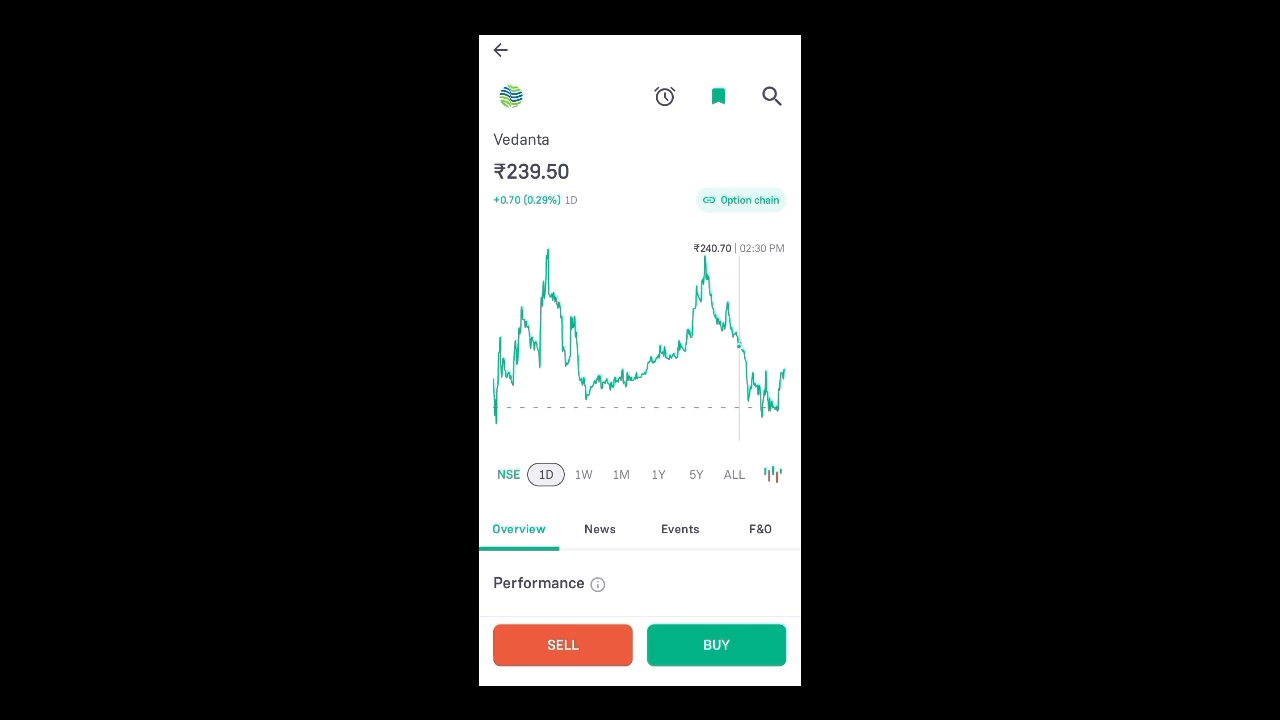 Vedanta
₹239.50
+0.70 (0.29%) 1D
Option chain
₹240.70 | 02:30 PM
NSE 1D 1W 1M 1Y 5Y ALL
Overview News Events F&O
Performance
SELL BUY